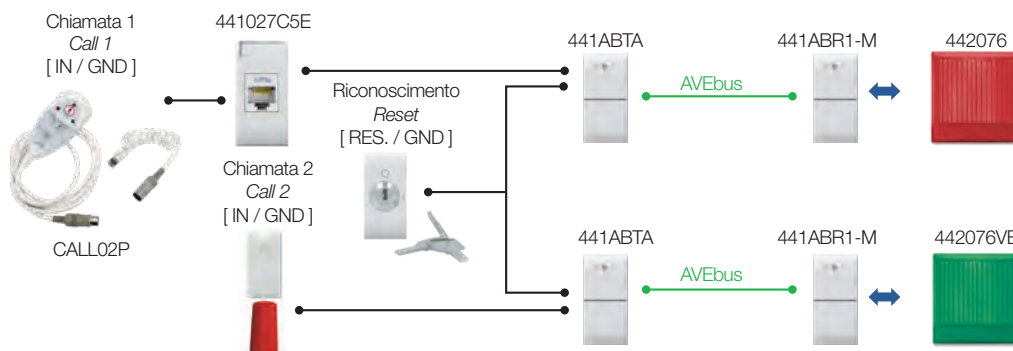 Chiamata 1
Call 1
[ IN / GND ]
CALL02P
441027C5E
Riconoscimento
Reset
[ RES. / GND ]
Chiamata 2
Call 2
[ IN / GND ]
441ABTA
AVEbus
441ABR1-M
442076
441ABTA
AVEbus
441ABR1-M
442076VE